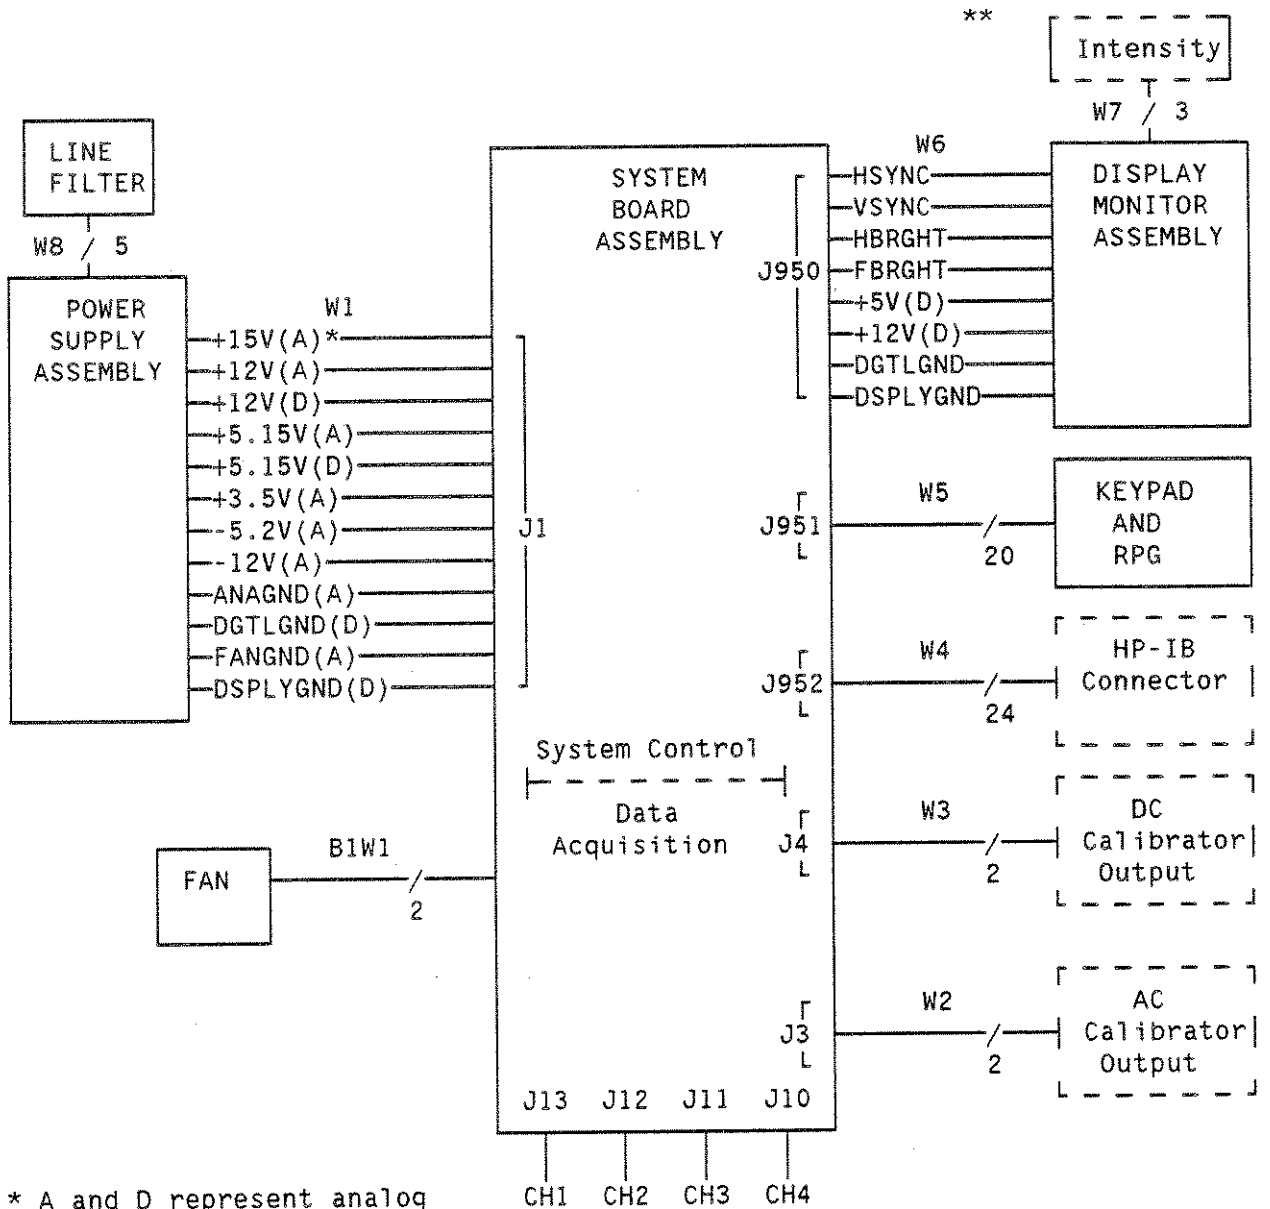 **
Intensity
W7 / 3
LINE
FILTER
W8 / 5
POWER
SUPPLY
ASSEMBLY
W1
+15V(A)*
+12V(A)
+12V(D)
+5.15V(A)
+5.15V(D)
+3.5V(A)
-5.2V(A)
-12V(A)
ANAGND(A)
DGTLGND(D)
FANGND(A)
DSPLYGND(D)
J1
SYSTEM
BOARD
ASSEMBLY
J950
W6
HSYNC
VSYNC
HBRGHT
FBRGHT
+5V(D)
+12V(D)
DGTLGND
DSPLYGND
DISPLAY
MONITOR
ASSEMBLY
J951
W5
20
KEYPAD
AND
RPG
J952
W4
24
HP-IB
Connector
System Control
Data
Acquisition
J4
W3
2
DC
Calibrator
Output
FAN
B1W1
2
J3
W2
2
AC
Calibrator
Output
J13 J12 J11 J10
CH1 CH2 CH3 CH4
* A and D represent analog